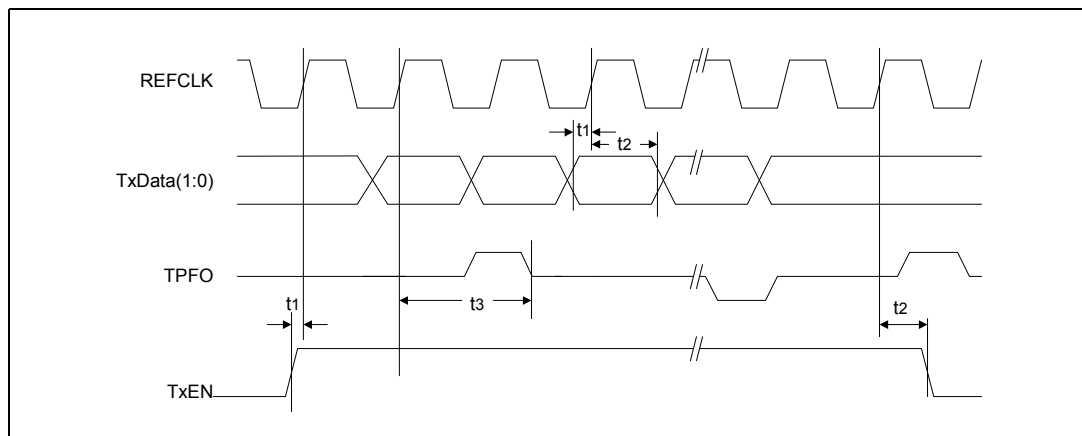 REFCLK
t1
t2
TxData(1:0)
TPFO
t1
t3
t2
TxEN